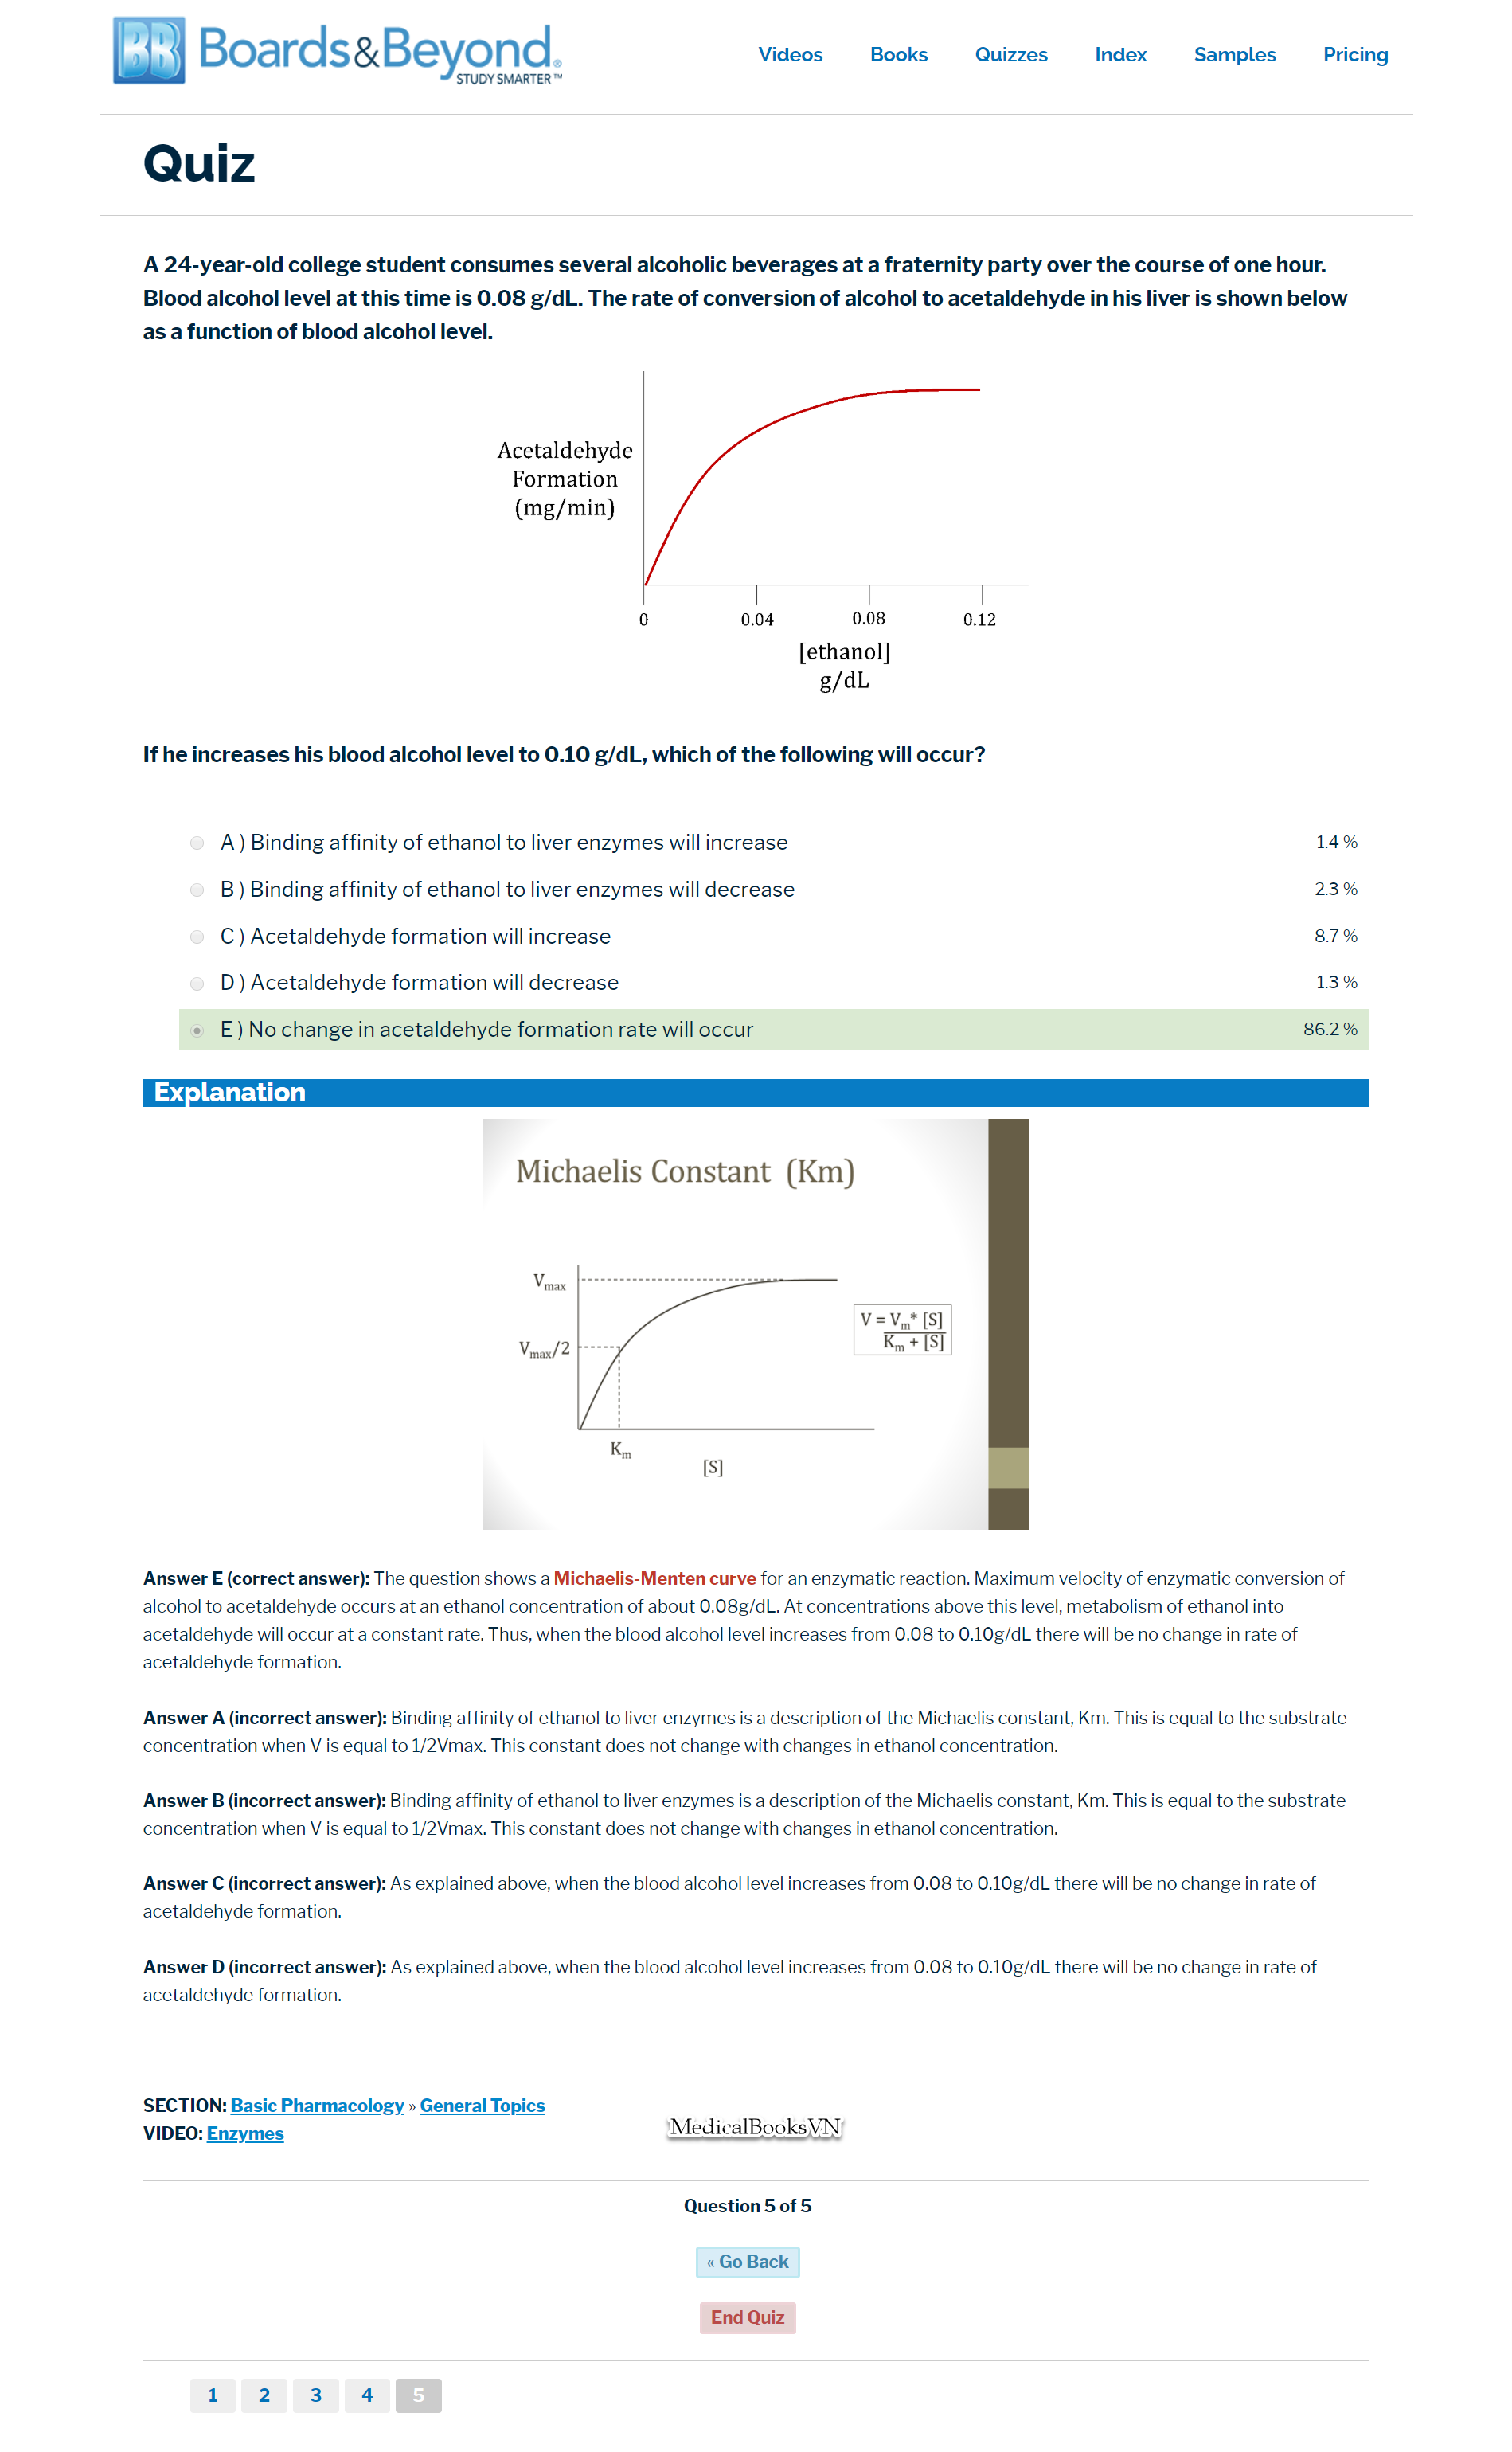 BB Boards&Beyond®
STUDY SMARTER™
Videos Books Quizzes Index Samples Pricing
Quiz
A 24-year-old college student consumes several alcoholic beverages at a fraternity party over the course of one hour.
Blood alcohol level at this time is 0.08 g/dL. The rate of conversion of alcohol to acetaldehyde in his liver is shown below
as a function of blood alcohol level.
Acetaldehyde
Formation
(mg/min)
0 0.04 0.08 0.12
[ethanol]
g/dL
If he increases his blood alcohol level to 0.10 g/dL, which of the following will occur?
A ) Binding affinity of ethanol to liver enzymes will increase 1.4 %
B ) Binding affinity of ethanol to liver enzymes will decrease 2.3 %
C ) Acetaldehyde formation will increase 8.7 %
D ) Acetaldehyde formation will decrease 1.3 %
E ) No change in acetaldehyde formation rate will occur 86.2 %
Explanation
Michaelis Constant (Km)
Vmax
V = Vm* [S]
Km + [S]
Vmax/2
Km
[S]
Answer E (correct answer): The question shows a Michaelis-Menten curve for an enzymatic reaction. Maximum velocity of enzymatic conversion of
alcohol to acetaldehyde occurs at an ethanol concentration of about 0.08g/dL. At concentrations above this level, metabolism of ethanol into
acetaldehyde will occur at a constant rate. Thus, when the blood alcohol level increases from 0.08 to 0.10g/dL there will be no change in rate of
acetaldehyde formation.
Answer A (incorrect answer): Binding affinity of ethanol to liver enzymes is a description of the Michaelis constant, Km. This is equal to the substrate
concentration when V is equal to 1/2Vmax. This constant does not change with changes in ethanol concentration.
Answer B (incorrect answer): Binding affinity of ethanol to liver enzymes is a description of the Michaelis constant, Km. This is equal to the substrate
concentration when V is equal to 1/2Vmax. This constant does not change with changes in ethanol concentration.
Answer C (incorrect answer): As explained above, when the blood alcohol level increases from 0.08 to 0.10g/dL there will be no change in rate of
acetaldehyde formation.
Answer D (incorrect answer): As explained above, when the blood alcohol level increases from 0.08 to 0.10g/dL there will be no change in rate of
acetaldehyde formation.
SECTION: Basic Pharmacology » General Topics
VIDEO: Enzymes
MedicalBooksVN
Question 5 of 5
« Go Back
End Quiz
1 2 3 4 5